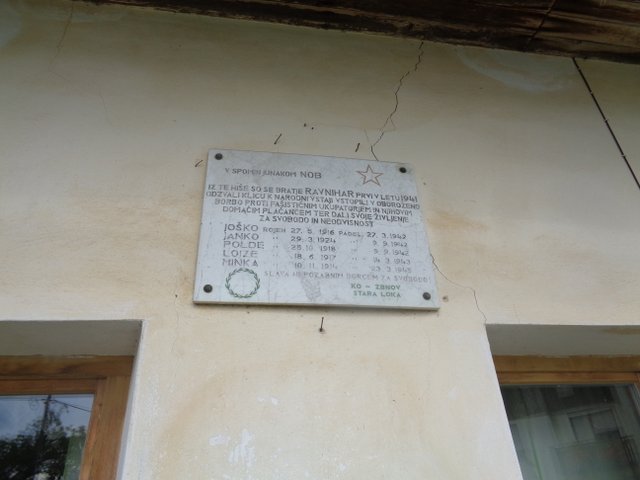 V SPOMIN JUNAKOM NOB
IZ TE HIŠE SO SE BRATJE RAVNIHAR PRVI V LETU 1941
ODZVALI KLICU K NARODNI VSTAJI VSTOPILI V OBOROŽENO
BORBO PROTI FAŠISTIČNIM UKUPATORJEM IN NJIHOVIM
DOMAČIM PLAČANCEM TER DALI SVOJE ŽIVLJENJE
ZA SVOBODO IN NEODVISNOST
JOŠKO ROJEN 27. 5. 1916 PADEL 27. 3. 1942
JANKO " 29. 3. 1924 " 9. 9. 1942
POLDE " 23. 10. 1918 " 9. 9. 1942
LOJZE " 18. 6. 1917 " 14. 3. 1943
MINKA " 10. 11. 1914 " 23. 3. 1945
SLAVA NEPOZABNIM BORCEM ZA SVOBODO!
KO - ZBNOV
STARA LOKA